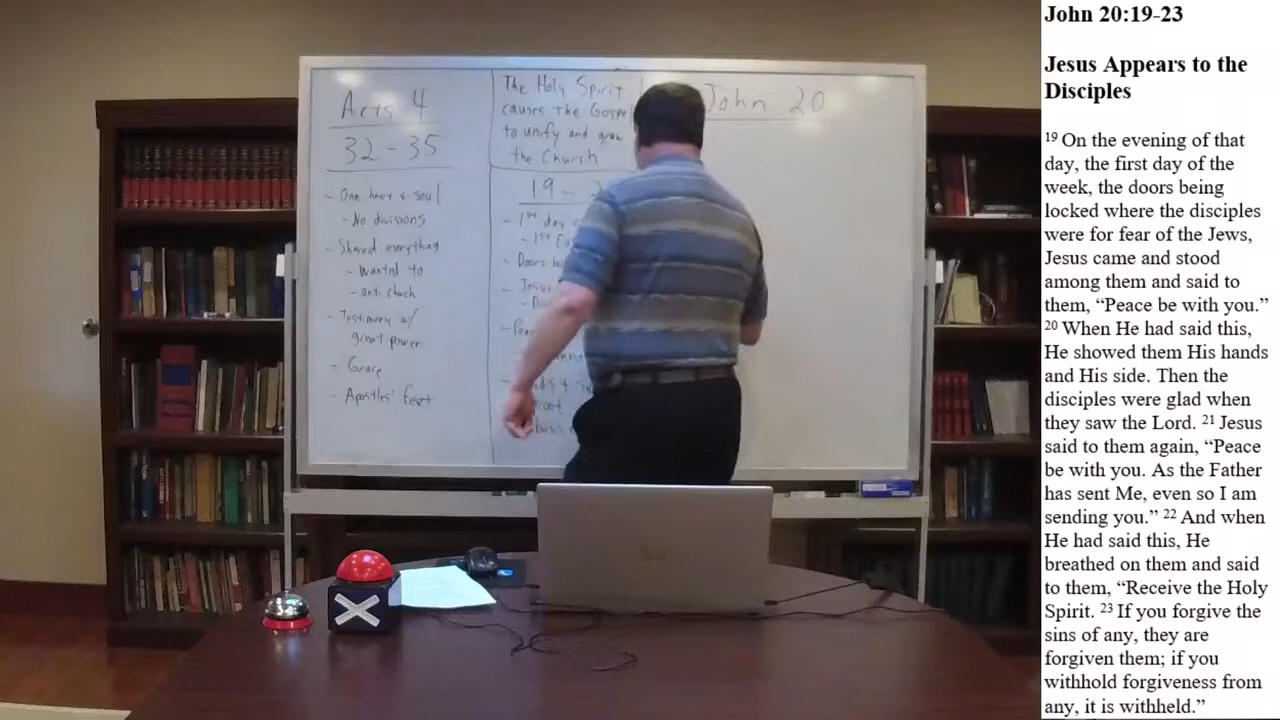 Acts 4
32-35
- One heart & soul
- No divisions
- Shared everything
- Wanted to
- anti church
- Testimony w/
great power
- Grace
- Apostles' feet
The Holy Spirit
causes the Gospel
to unify and grow
the Church
19 -
- 1st day
- 1st
- Doors
- Jesus
John 20
John 20:19-23
Jesus Appears to the
Disciples
19 On the evening of that
day, the first day of the
week, the doors being
locked where the disciples
were for fear of the Jews,
Jesus came and stood
among them and said to
them, “Peace be with you.”
20 When He had said this,
He showed them His hands
and His side. Then the
disciples were glad when
they saw the Lord. 21 Jesus
said to them again, “Peace
be with you. As the Father
has sent Me, even so I am
sending you.” 22 And when
He had said this, He
breathed on them and said
to them, “Receive the Holy
Spirit. 23 If you forgive the
sins of any, they are
forgiven them; if you
withhold forgiveness from
any, it is withheld.”